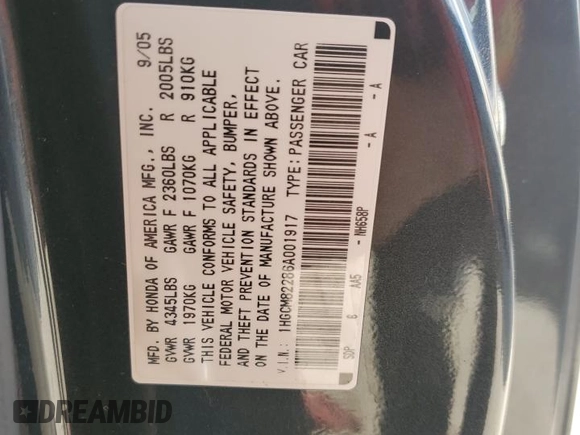 MFD. BY HONDA OF AMERICA MFG., INC. 9/05
GVWR 4345LBS GAWR F 2360LBS R 2005LBS
GVWR 1970KG GAWR F 1070KG R 910KG
THIS VEHICLE CONFORMS TO ALL APPLICABLE
FEDERAL MOTOR VEHICLE SAFETY, BUMPER,
AND THEFT PREVENTION STANDARDS IN EFFECT
ON THE DATE OF MANUFACTURE SHOWN ABOVE.
V.I.N.: 1HGCM82286A001917 TYPE: PASSENGER CAR
SDP 6 AA5 - NH658P - A - A
DREAMBID